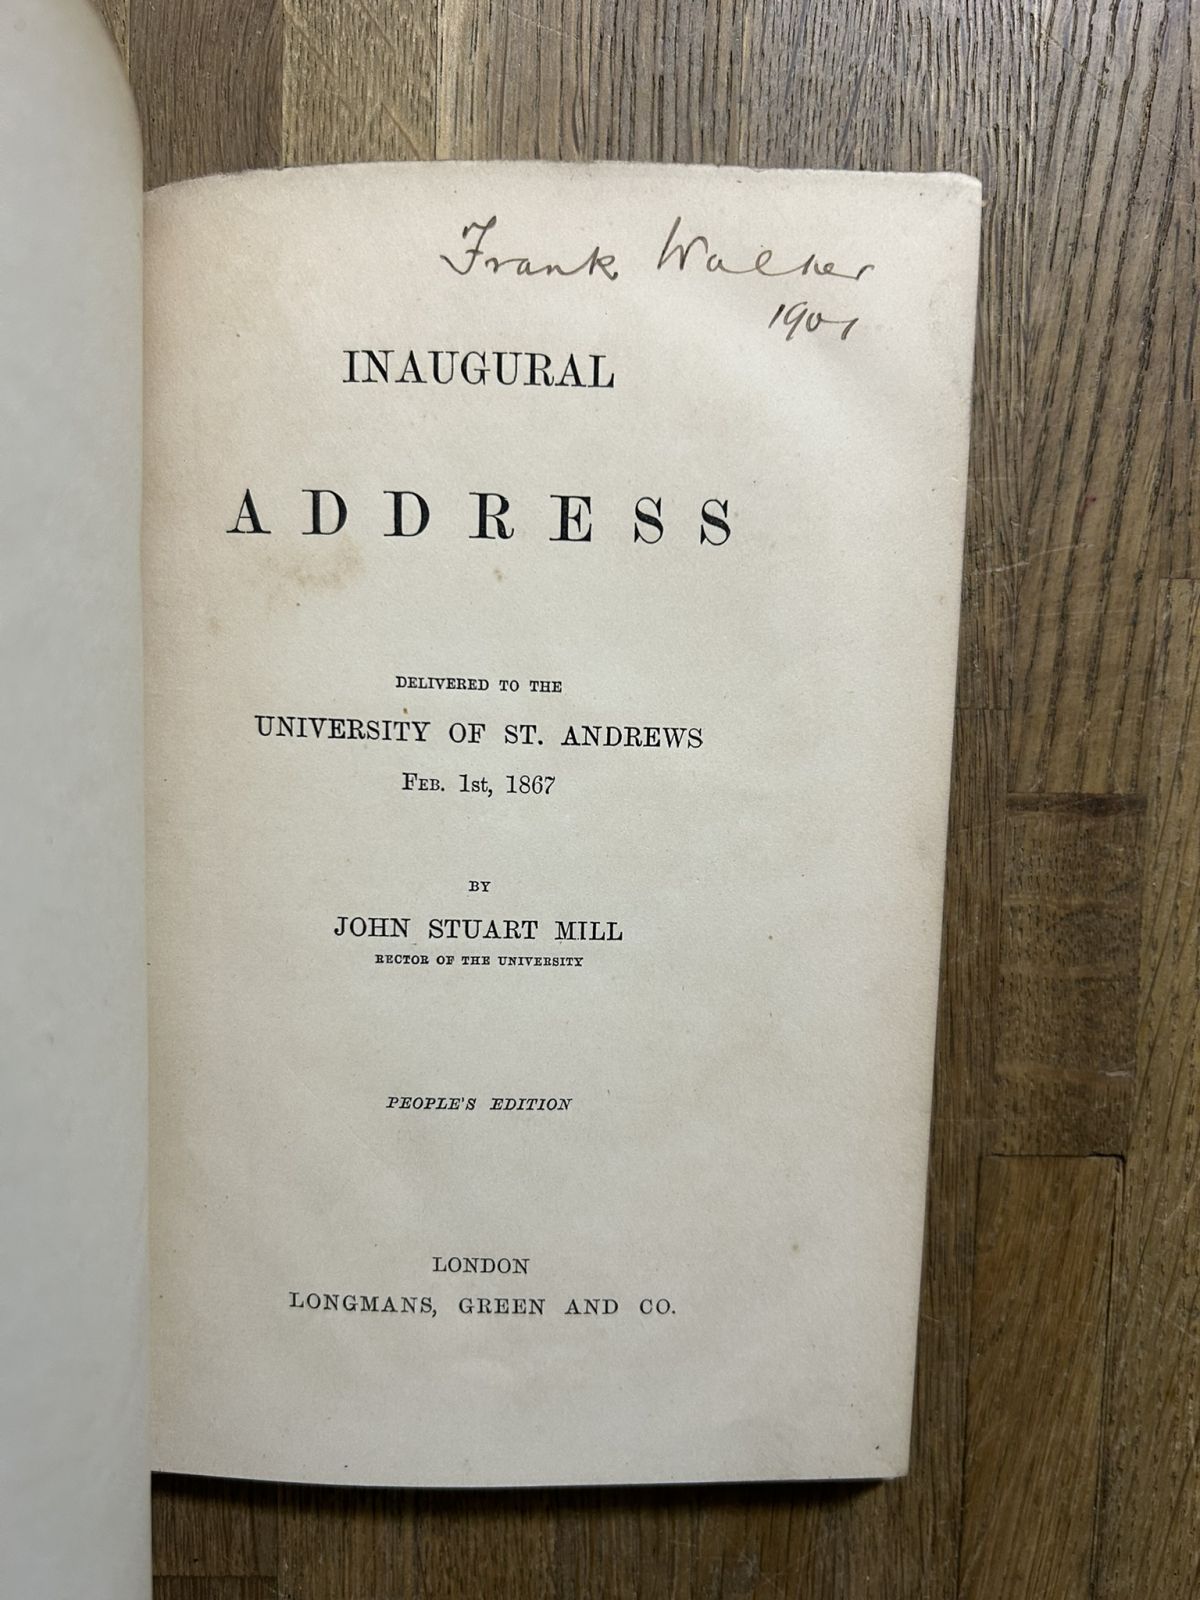 Frank Walker
1901
INAUGURAL
ADDRESS
DELIVERED TO THE
UNIVERSITY OF ST. ANDREWS
FEB. 1st, 1867
BY
JOHN STUART MILL
RECTOR OF THE UNIVERSITY
PEOPLE'S EDITION
LONDON
LONGMANS, GREEN AND CO.